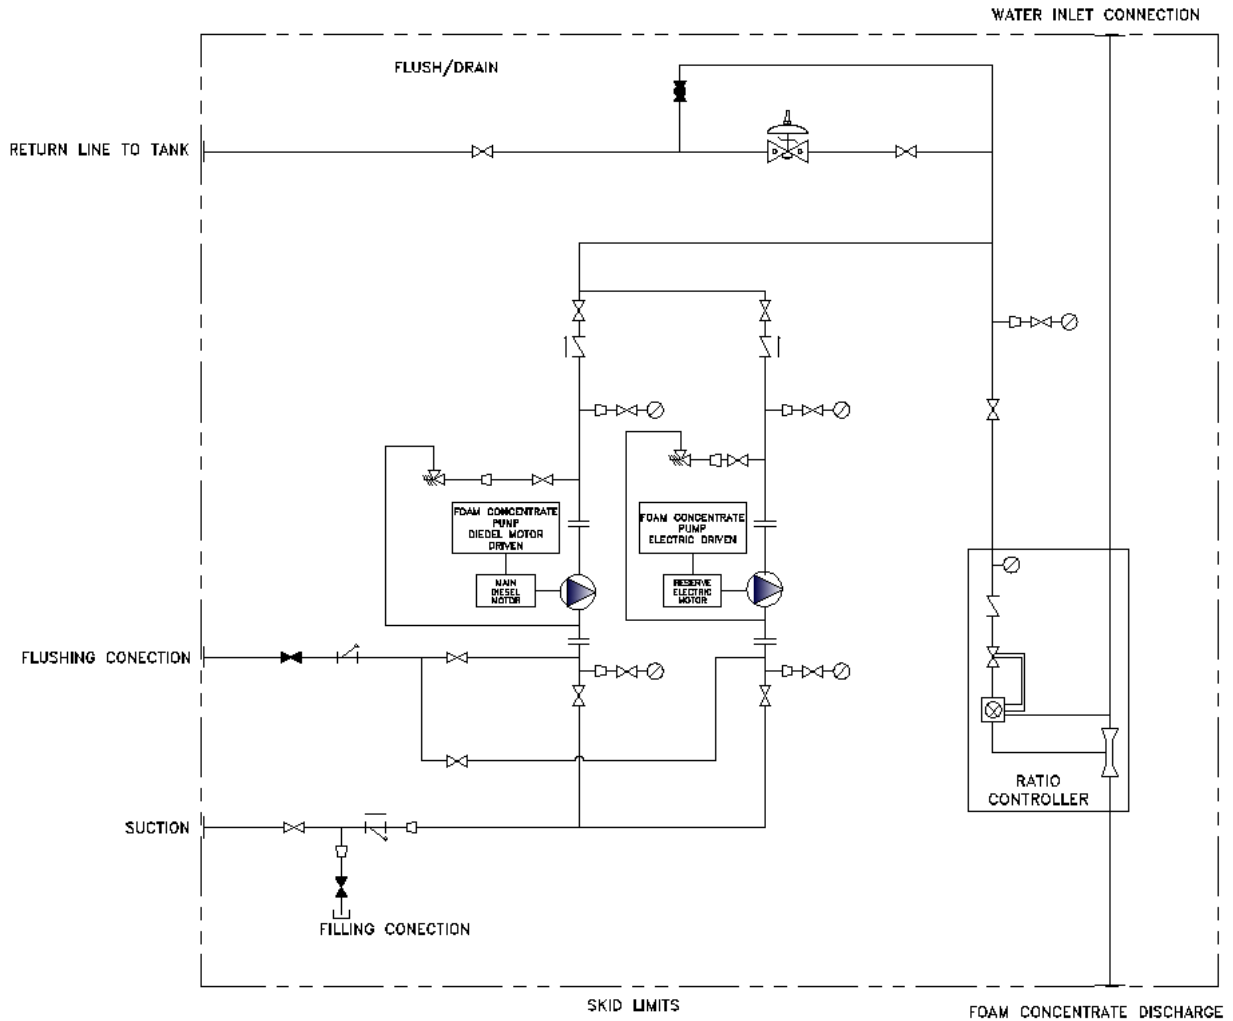 WATER INLET CONNECTION
FLUSH/DRAIN
RETURN LINE TO TANK
FOAM CONCENTRATE
PUMP
DIEDEL MOTOR
DRIVEN
FOAM CONCENTRATE
PUMP
ELECTRIC DRIVEN
MAIN
DIESEL
MOTOR
RESERVE
ELECTRIC
MOTOR
FLUSHING CONECTION
RATIO
CONTROLLER
SUCTION
FILLING CONECTION
SKID LIMITS
FOAM CONCENTRATE DISCHARGE